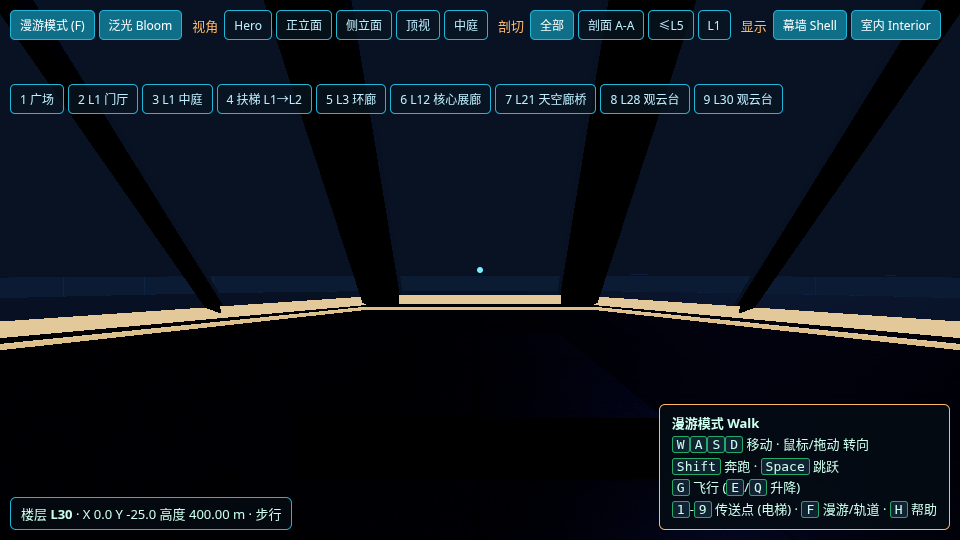 漫游模式 (F) 泛光 Bloom 视角 Hero 正立面 侧立面 顶视 中庭 剖切 全部 剖面 A-A ≤L5 L1 显示 幕墙 Shell 室内 Interior
1 广场 2 L1 门厅 3 L1 中庭 4 扶梯 L1→L2 5 L3 环廊 6 L12 核心展廊 7 L21 天空廊桥 8 L28 观云台 9 L30 观云台
漫游模式 Walk
W A S D 移动 · 鼠标/拖动 转向
Shift 奔跑 · Space 跳跃
G 飞行 (E/Q 升降)
1-9 传送点 (电梯) · F 漫游/轨道 · H 帮助
楼层 L30 · X 0.0 Y -25.0 高度 400.00 m · 步行